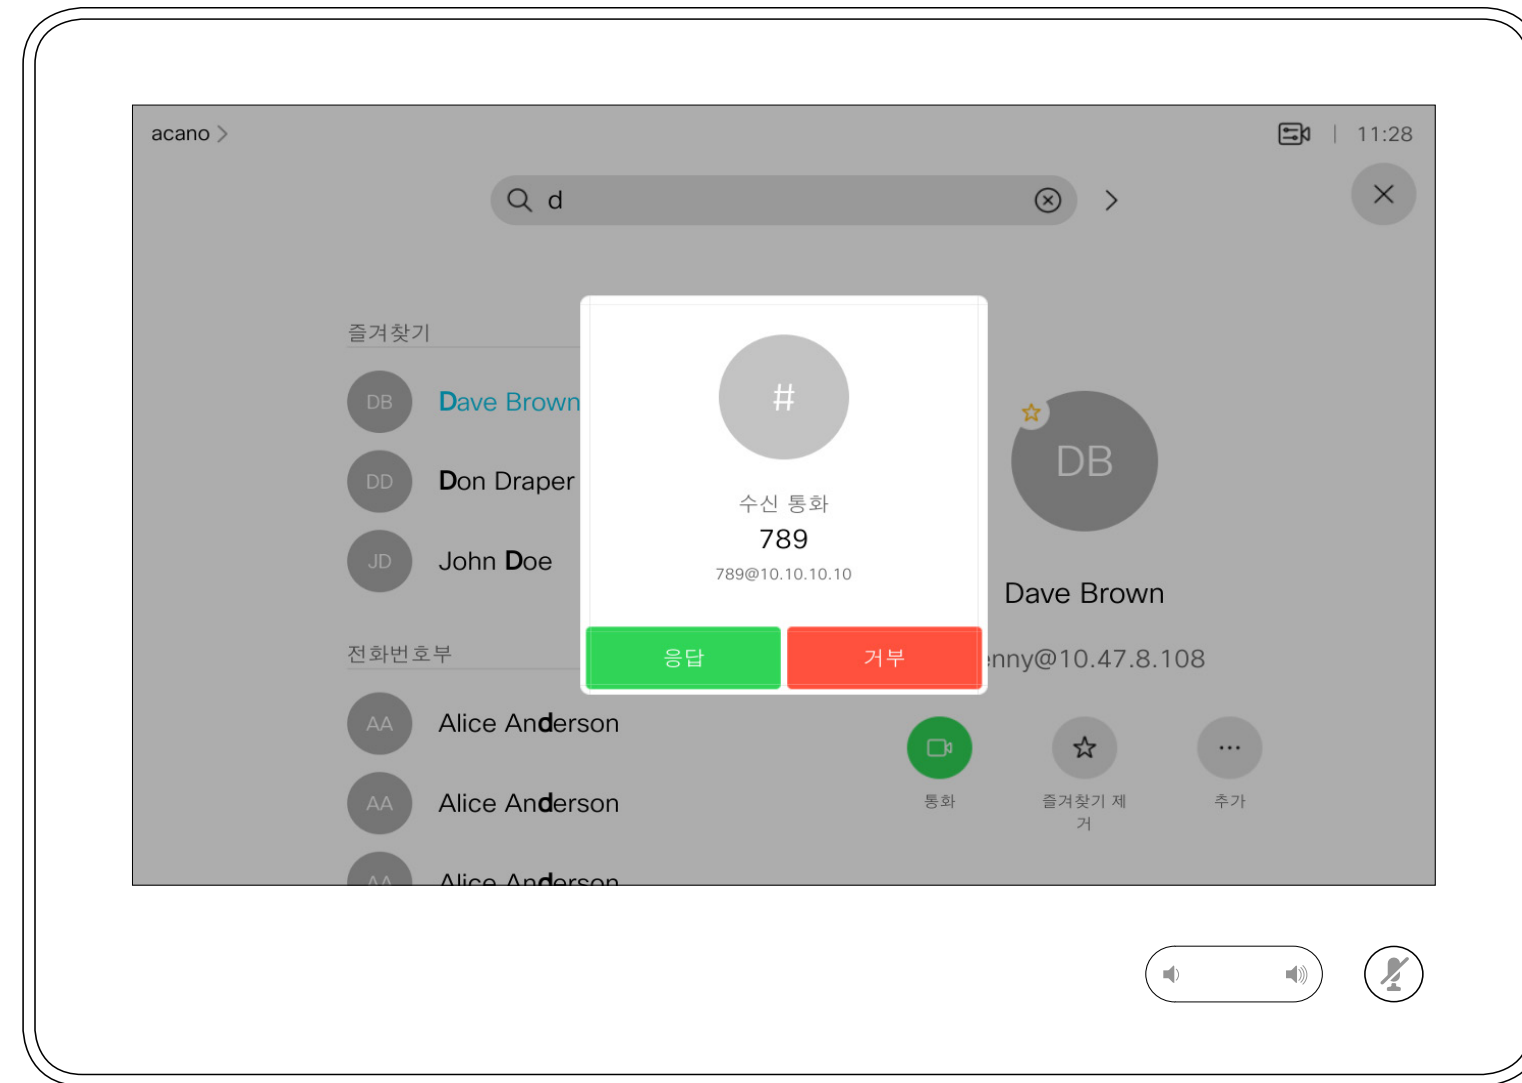 acano
11:28
d
즐겨찾기
DB
Dave Brown
DD
Don Draper
JD
John Doe
전화번호부
AA
Alice Anderson
AA
Alice Anderson
AA
Alice Anderson
#
수신 통화
789
789@10.10.10.10
응답
거부
DB
Dave Brown
nny@10.47.8.108
통화
즐겨찾기 제
거
추가